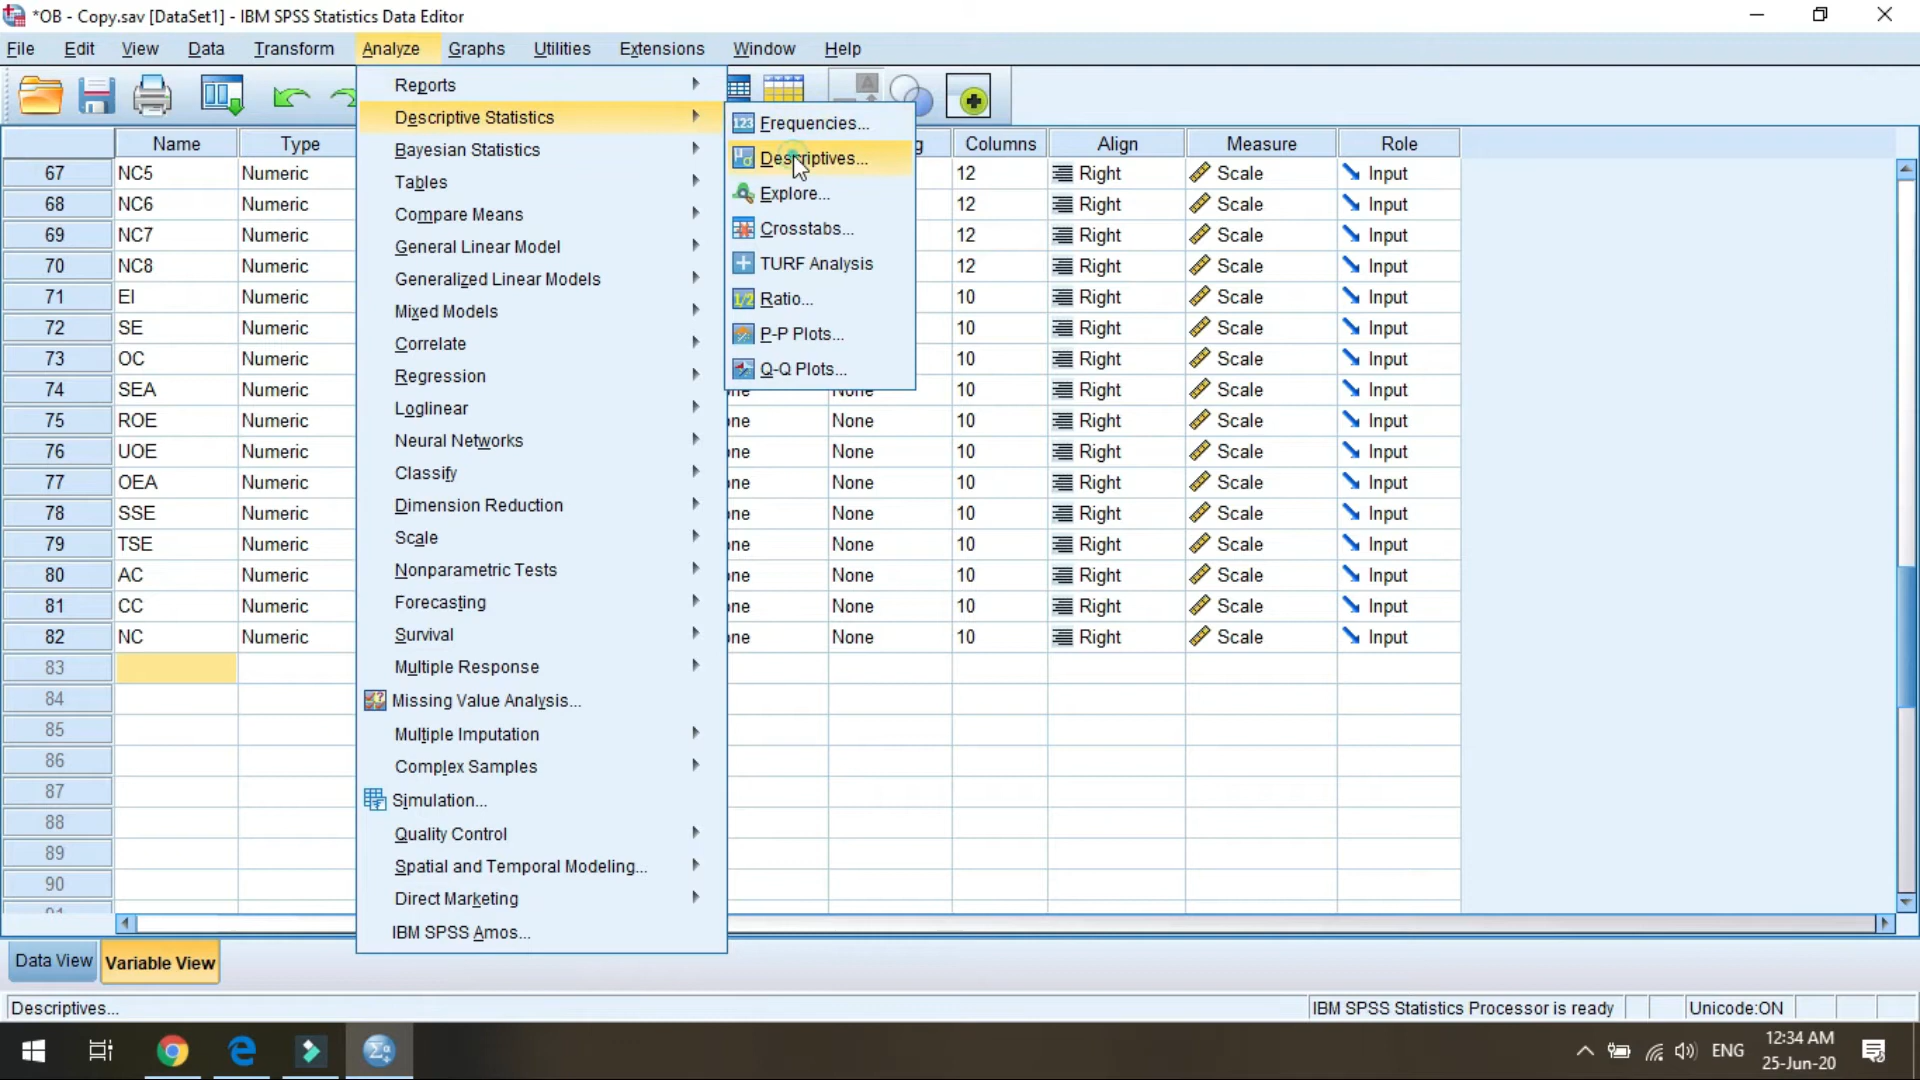 *OB - Copy.sav [DataSet1] - IBM SPSS Statistics Data Editor
File Edit View Data Transform Analyze Graphs Utilities Extensions Window Help
Reports
Descriptive Statistics
Bayesian Statistics
Tables
Compare Means
General Linear Model
Generalized Linear Models
Mixed Models
Correlate
Regression
Loglinear
Neural Networks
Classify
Dimension Reduction
Scale
Nonparametric Tests
Forecasting
Survival
Multiple Response
Missing Value Analysis...
Multiple Imputation
Complex Samples
Simulation...
Quality Control
Spatial and Temporal Modeling...
Direct Marketing
IBM SPSS Amos...
Frequencies...
Descriptives...
Explore...
Crosstabs...
TURF Analysis
Ratio...
P-P Plots...
Q-Q Plots...
Name Type Columns Align Measure Role
67 NC5 Numeric 12 Right Scale Input
68 NC6 Numeric 12 Right Scale Input
69 NC7 Numeric 12 Right Scale Input
70 NC8 Numeric 12 Right Scale Input
71 EI Numeric 10 Right Scale Input
72 SE Numeric 10 Right Scale Input
73 OC Numeric 10 Right Scale Input
74 SEA Numeric None 10 Right Scale Input
75 ROE Numeric one None 10 Right Scale Input
76 UOE Numeric one None 10 Right Scale Input
77 OEA Numeric one None 10 Right Scale Input
78 SSE Numeric one None 10 Right Scale Input
79 TSE Numeric one None 10 Right Scale Input
80 AC Numeric one None 10 Right Scale Input
81 CC Numeric one None 10 Right Scale Input
82 NC Numeric one None 10 Right Scale Input
83
84
85
86
87
88
89
90
Data View Variable View
Descriptives... IBM SPSS Statistics Processor is ready Unicode:ON
ENG 12:34 AM
25-Jun-20